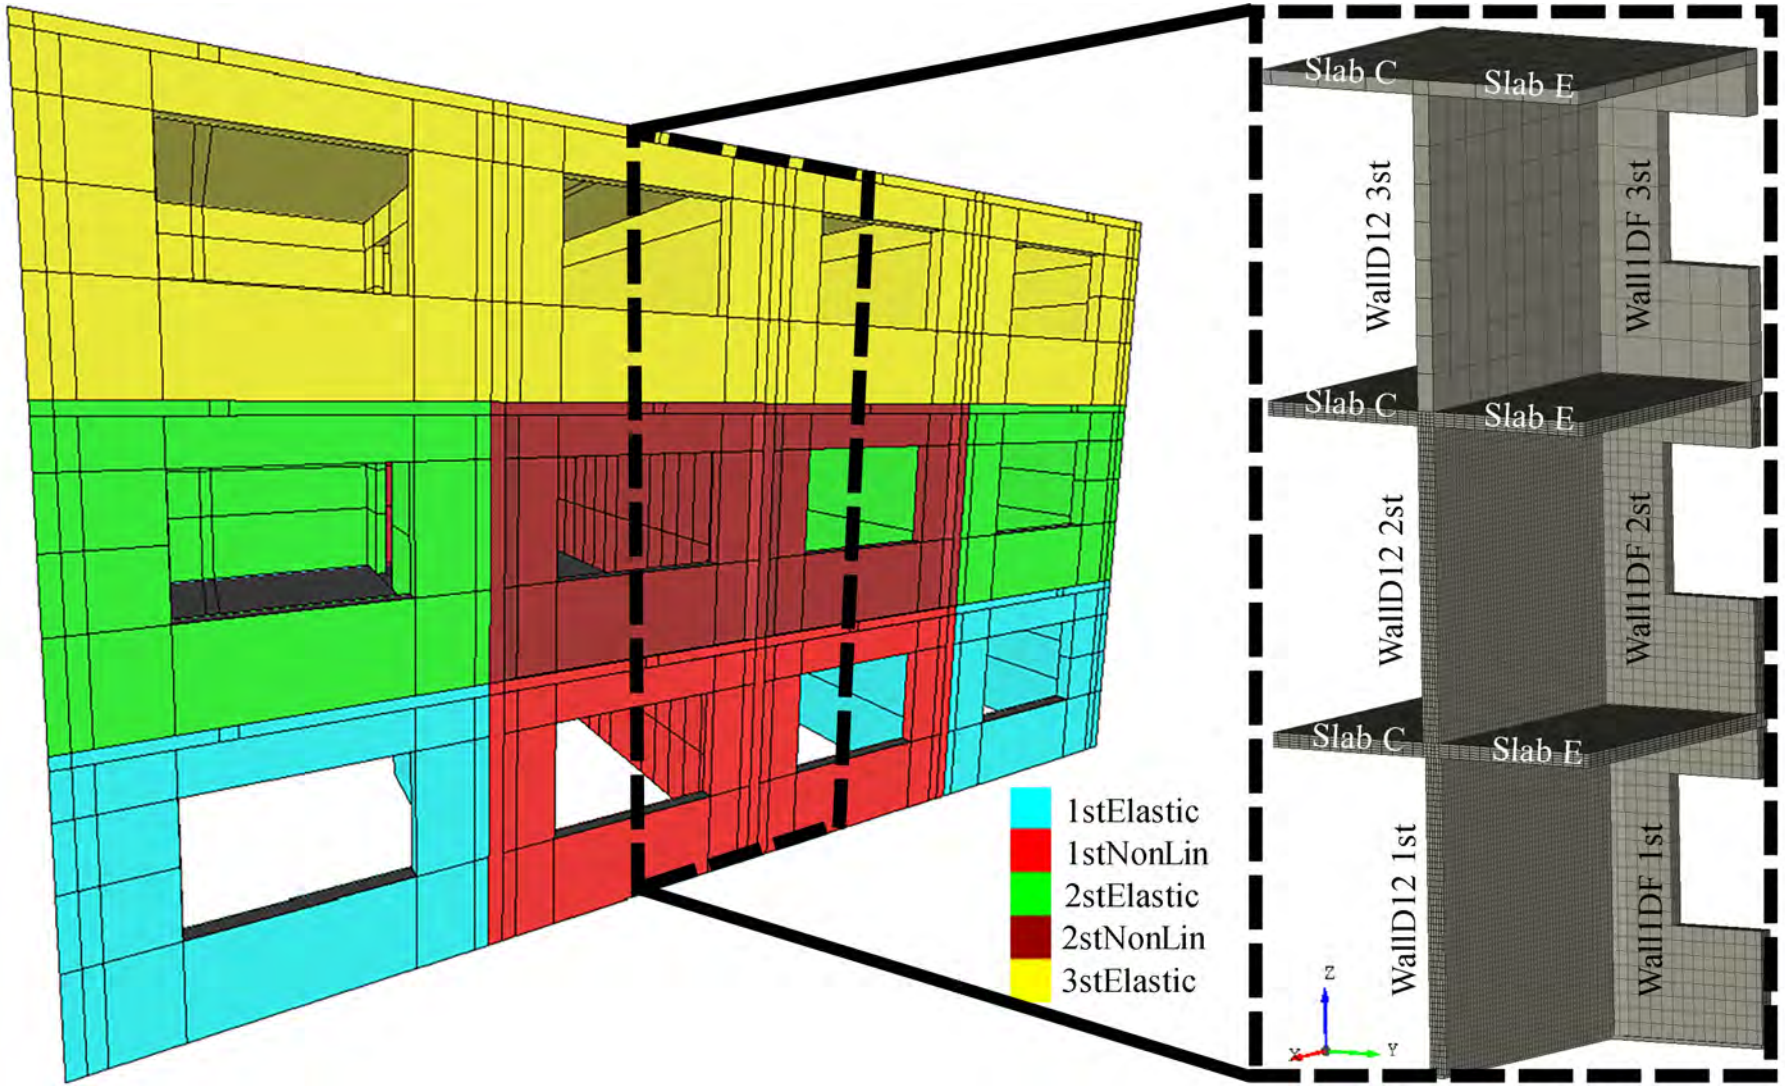 1stElastic
1stNonLin
2stElastic
2stNonLin
3stElastic
Slab C
Slab E
WallD12 3st
Wall1DF 3st
Slab C
Slab E
WallD12 2st
Wall1DF 2st
Slab C
Slab E
WallD12 1st
Wall1DF 1st
Z
X
Y